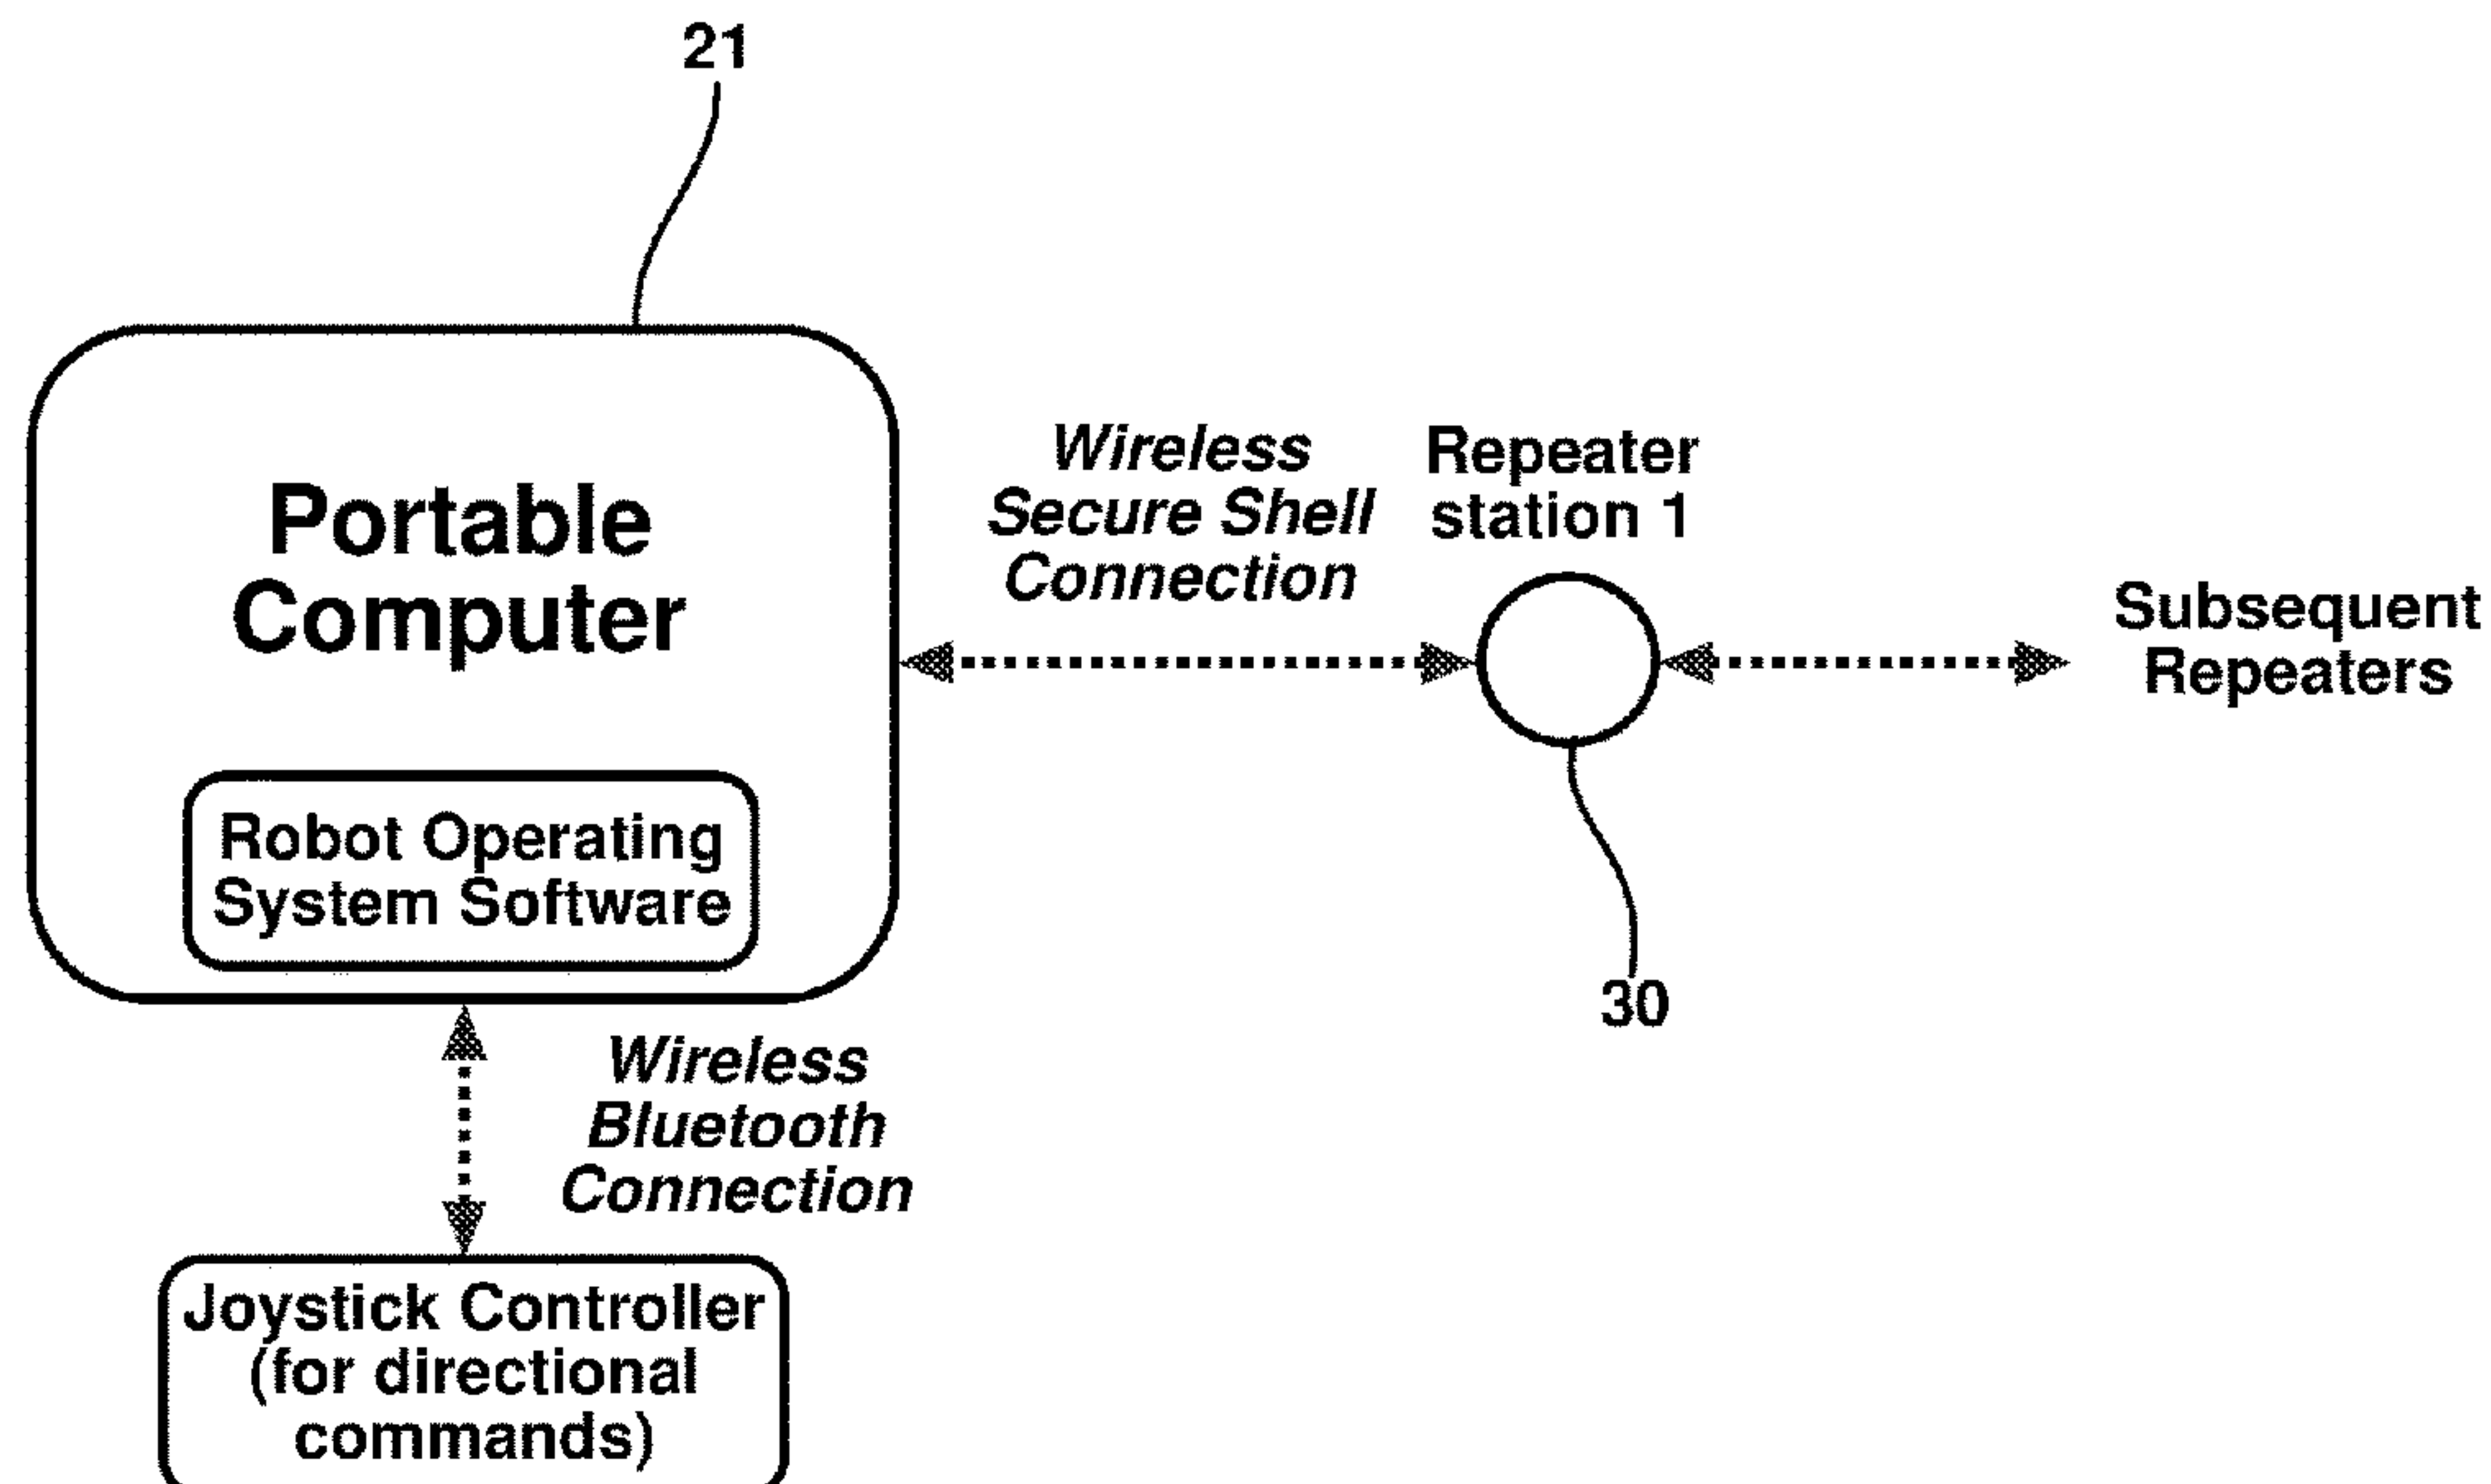 21
Portable
Computer
Robot Operating
System Software
Wireless
Secure Shell
Connection
Repeater
station 1
Subsequent
Repeaters
30
Wireless
Bluetooth
Connection
Joystick Controller
(for directional
commands)